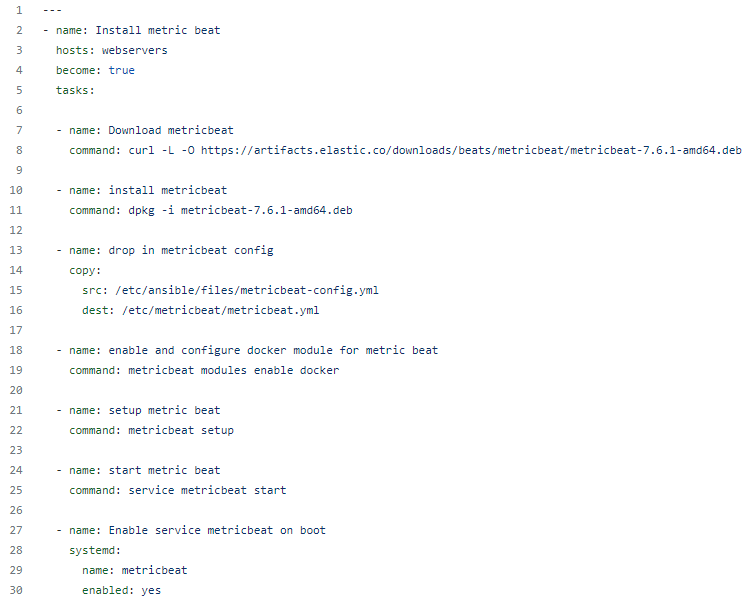 1 ---
2 - name: Install metric beat
3   hosts: webservers
4   become: true
5   tasks:
6
7   - name: Download metricbeat
8     command: curl -L -O https://artifacts.elastic.co/downloads/beats/metricbeat/metricbeat-7.6.1-amd64.deb
9
10   - name: install metricbeat
11     command: dpkg -i metricbeat-7.6.1-amd64.deb
12
13   - name: drop in metricbeat config
14     copy:
15       src: /etc/ansible/files/metricbeat-config.yml
16       dest: /etc/metricbeat/metricbeat.yml
17
18   - name: enable and configure docker module for metric beat
19     command: metricbeat modules enable docker
20
21   - name: setup metric beat
22     command: metricbeat setup
23
24   - name: start metric beat
25     command: service metricbeat start
26
27   - name: Enable service metricbeat on boot
28     systemd:
29       name: metricbeat
30       enabled: yes